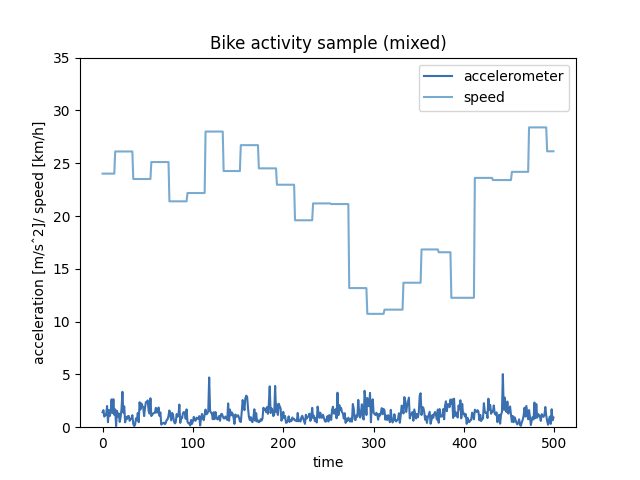 Bike activity sample (mixed)
accelerometer
speed
acceleration [m/s^2]/ speed [km/h]
35
30
25
20
15
10
5
0
0 100 200 300 400 500
time